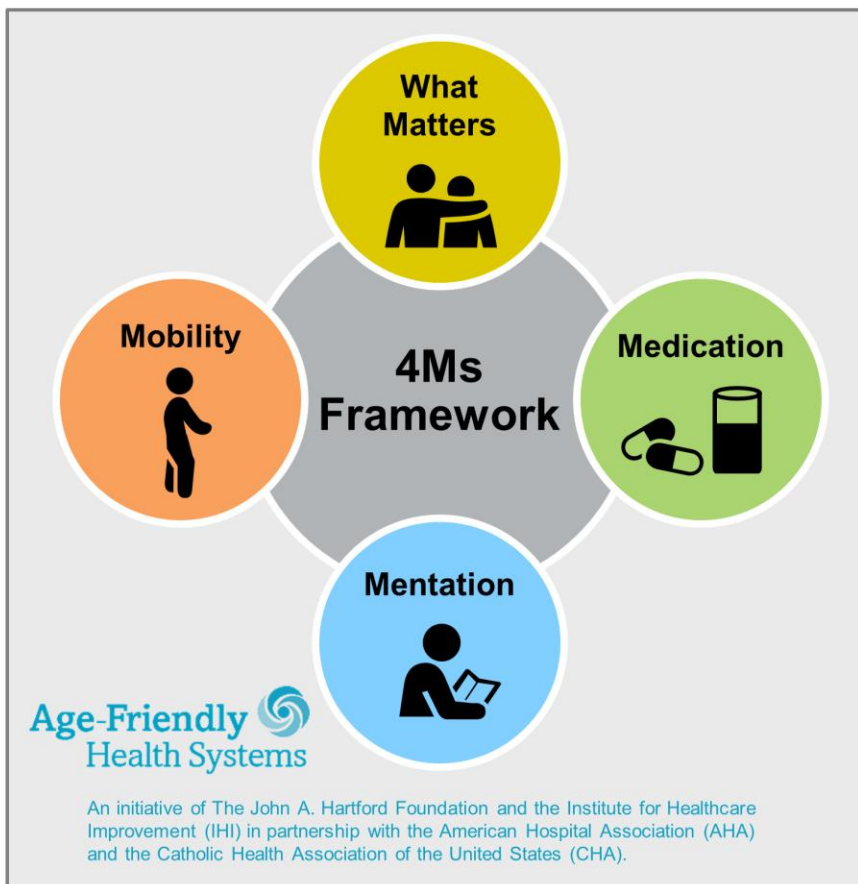 What
Matters
Mobility
4Ms
Framework
Medication
Mentation
Age-Friendly
Health Systems
An initiative of The John A. Hartford Foundation and the Institute for Healthcare
Improvement (IHI) in partnership with the American Hospital Association (AHA)
and the Catholic Health Association of the United States (CHA).